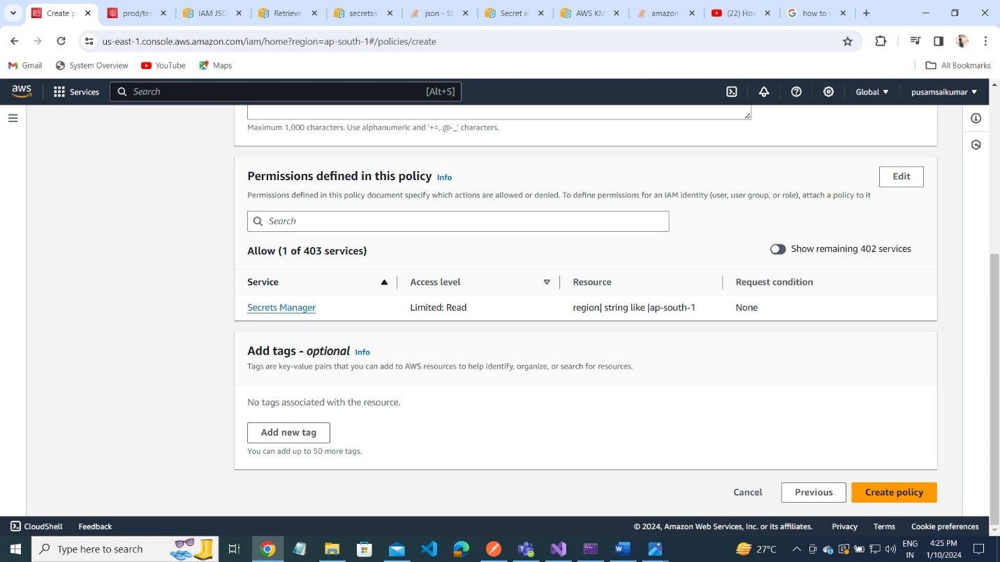 Create p
prod/tes
IAM JSO
Retrieve
secretsm
json - St
Secret e
AWS KM
amazon
(22) How
how to u
us-east-1.console.aws.amazon.com/iam/home?region=ap-south-1#/policies/create
Gmail
System Overview
YouTube
Maps
All Bookmarks
aws
Services
Search
[Alt+S]
Global
pusamsaikumar
Maximum 1,000 characters. Use alphanumeric and '+=,.@-_' characters.
Permissions defined in this policy Info
Edit
Permissions defined in this policy document specify which actions are allowed or denied. To define permissions for an IAM identity (user, user group, or role), attach a policy to it
Search
Allow (1 of 403 services)
Show remaining 402 services
Service
Access level
Resource
Request condition
Secrets Manager
Limited: Read
region| string like |ap-south-1
None
Add tags - optional Info
Tags are key-value pairs that you can add to AWS resources to help identify, organize, or search for resources.
No tags associated with the resource.
Add new tag
You can add up to 50 more tags.
Cancel
Previous
Create policy
CloudShell
Feedback
© 2024, Amazon Web Services, Inc. or its affiliates.
Privacy
Terms
Cookie preferences
Type here to search
27°C
ENG
IN
4:25 PM
1/10/2024